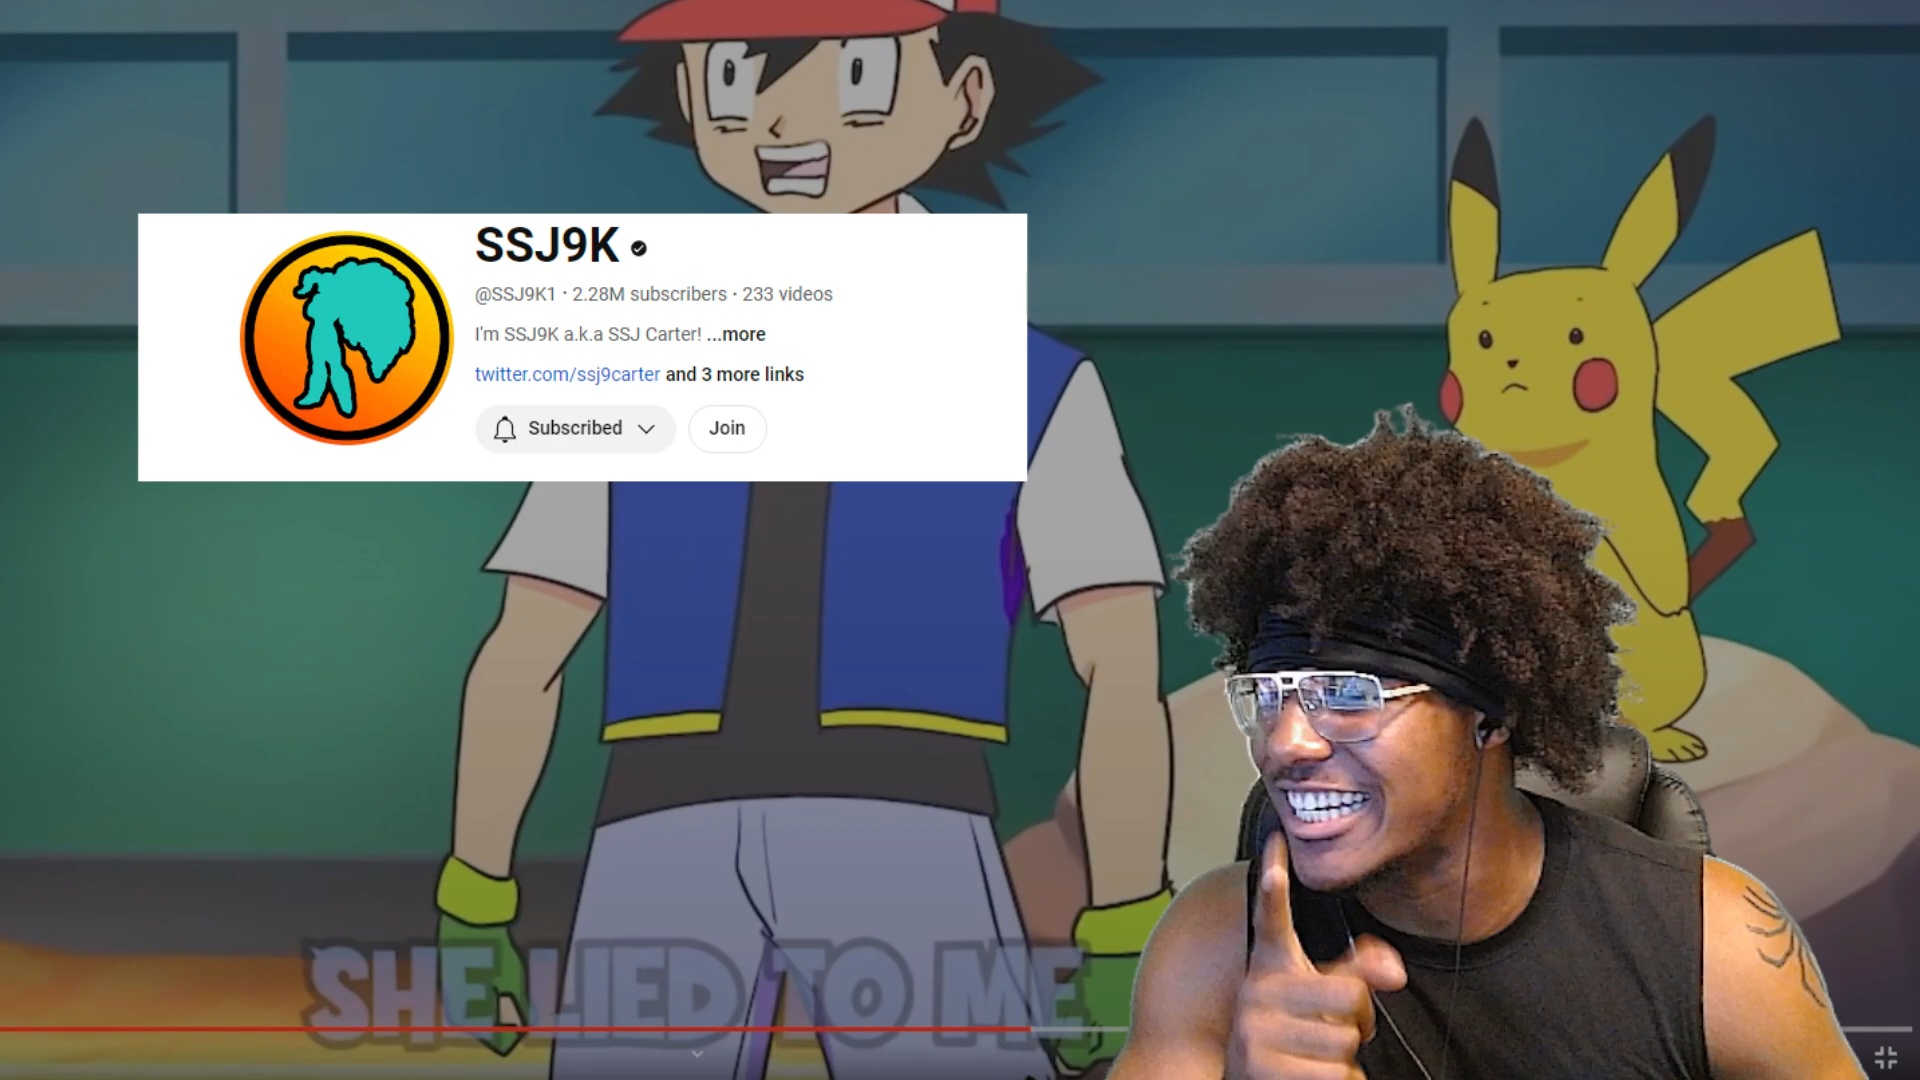 SSJ9K
@SSJ9K1 · 2.28M subscribers · 233 videos
I'm SSJ9K a.k.a SSJ Carter! ...more
twitter.com/ssj9carter and 3 more links
Subscribed
Join
SHE LIED TO ME